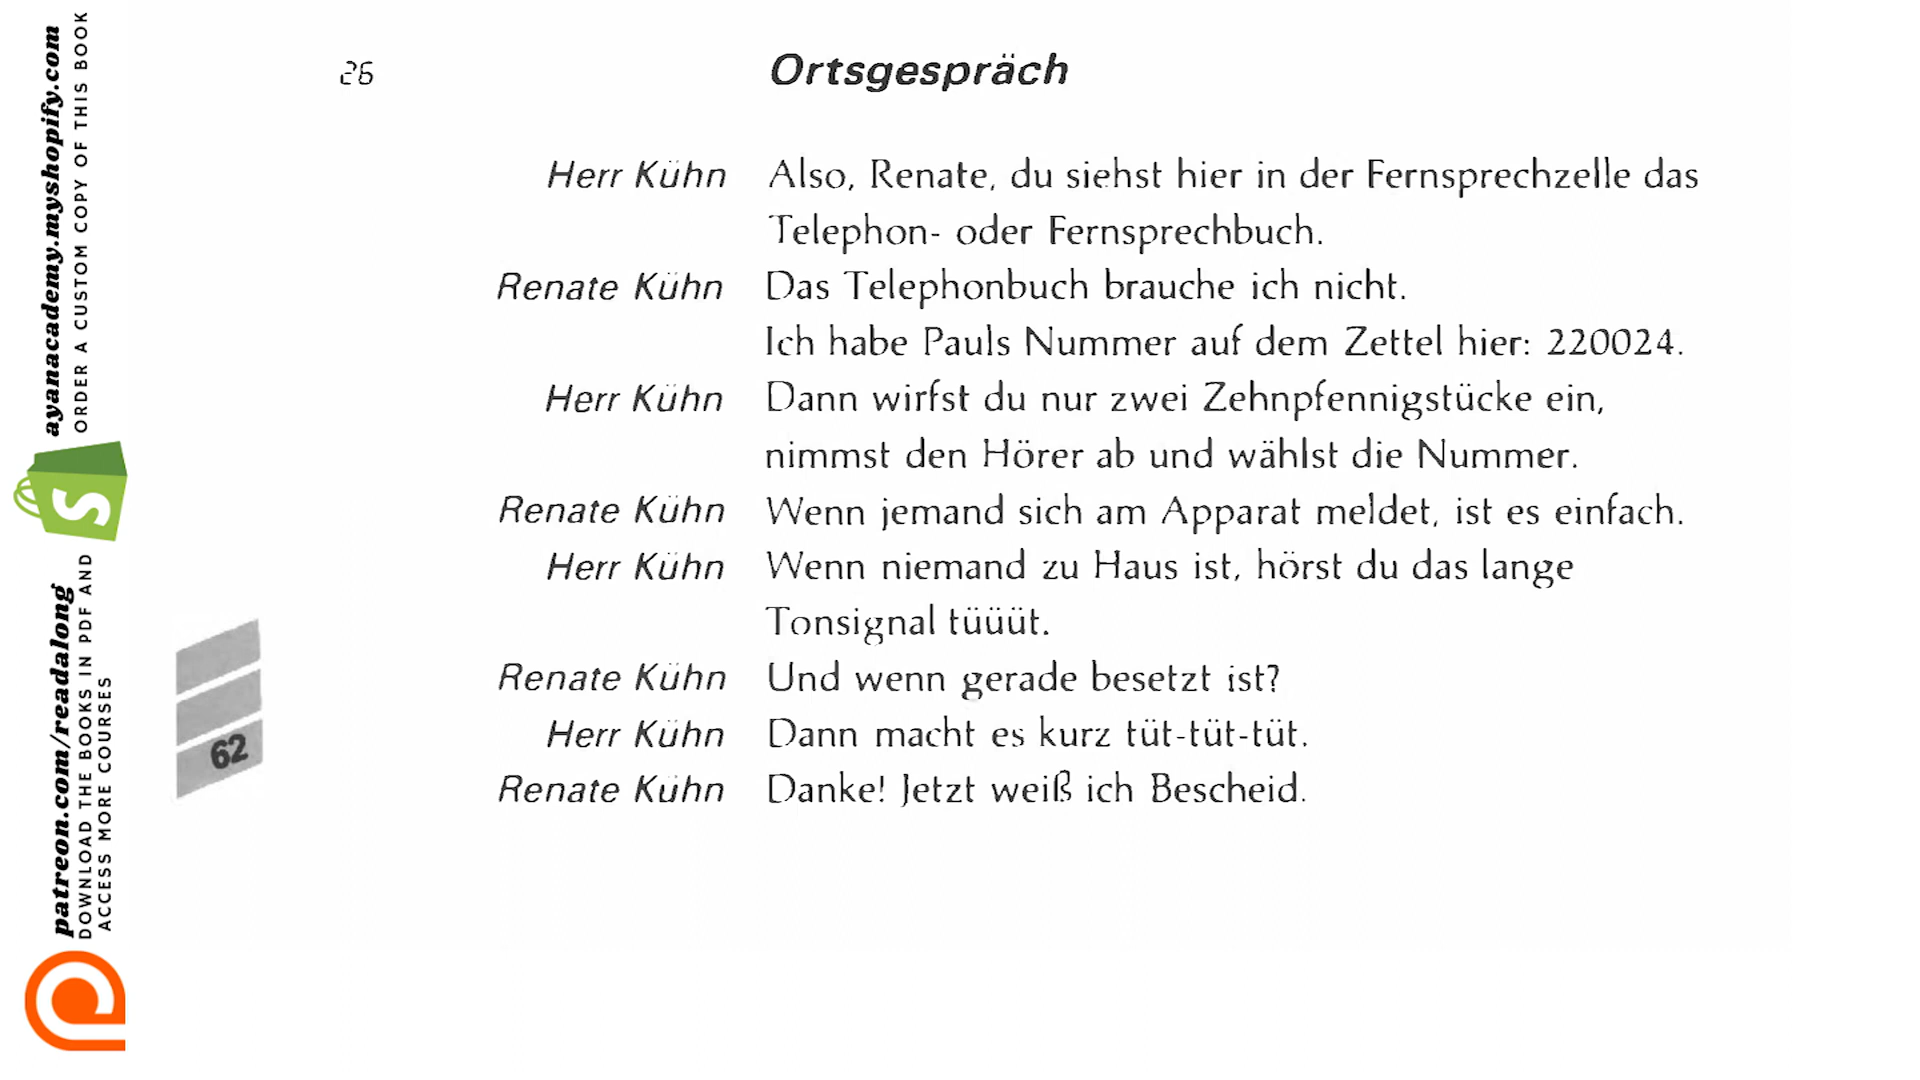 26
Ortsgespräch
Herr Kühn Also, Renate, du siehst hier in der Fernsprechzelle das
Telephon- oder Fernsprechbuch.
Renate Kühn Das Telephonbuch brauche ich nicht.
Ich habe Pauls Nummer auf dem Zettel hier: 220024.
Herr Kühn Dann wirfst du nur zwei Zehnpfennigstücke ein,
nimmst den Hörer ab und wählst die Nummer.
Renate Kühn Wenn jemand sich am Apparat meldet, ist es einfach.
Herr Kühn Wenn niemand zu Haus ist, hörst du das lange
Tonsignal tüüüt.
Renate Kühn Und wenn gerade besetzt ist?
Herr Kühn Dann macht es kurz tüt-tüt-tüt.
Renate Kühn Danke! Jetzt weiß ich Bescheid.
62
ayanacademy.myshopify.com
ORDER A CUSTOM COPY OF THIS BOOK
patreon.com/readalong
DOWNLOAD THE BOOKS IN PDF AND
ACCESS MORE COURSES